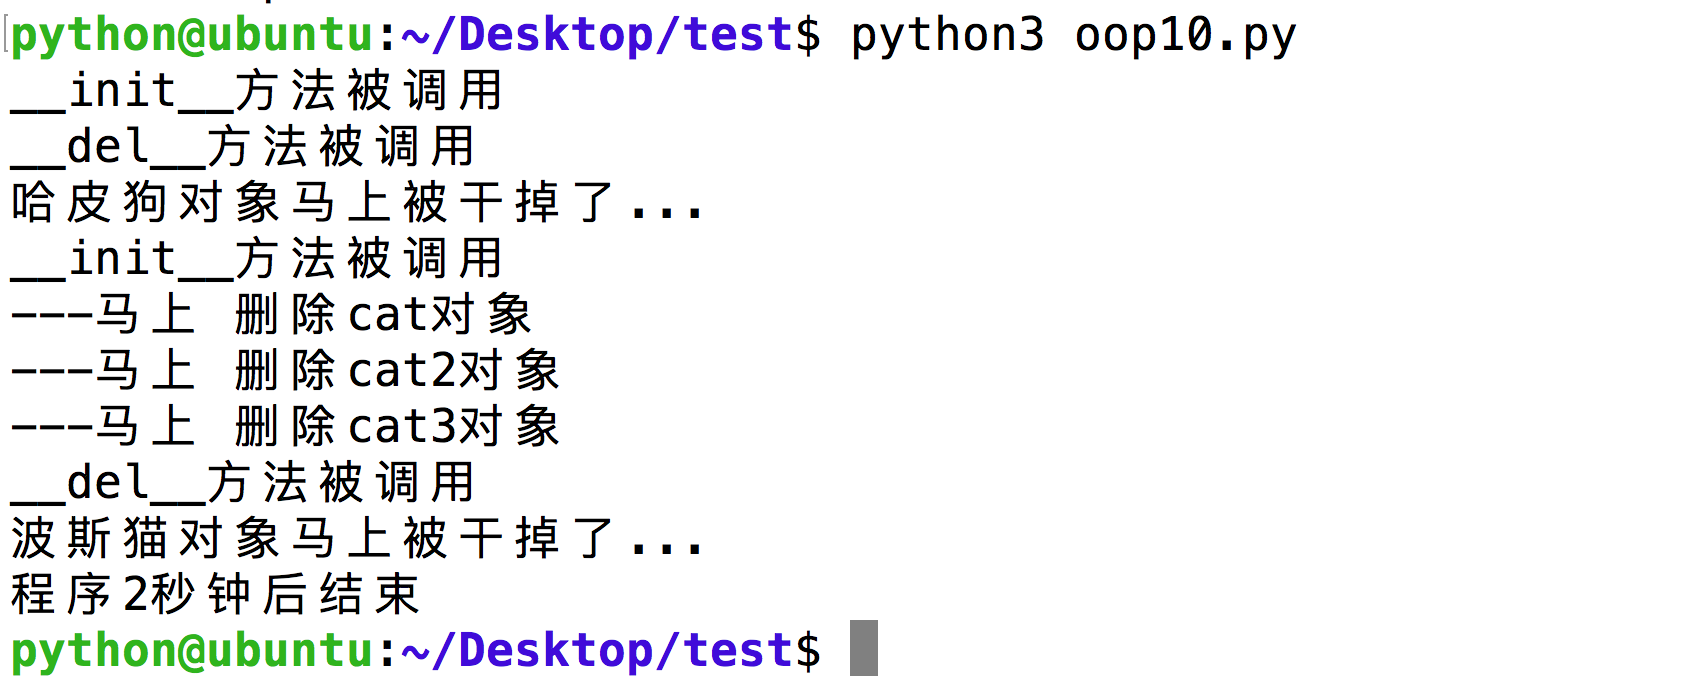 python@ubuntu:~/Desktop/test$ python3 oop10.py
__init__方法被调用
__del__方法被调用
哈皮狗对象马上被干掉了...
__init__方法被调用
---马上 删除cat对象
---马上 删除cat2对象
---马上 删除cat3对象
__del__方法被调用
波斯猫对象马上被干掉了...
程序2秒钟后结束
python@ubuntu:~/Desktop/test$